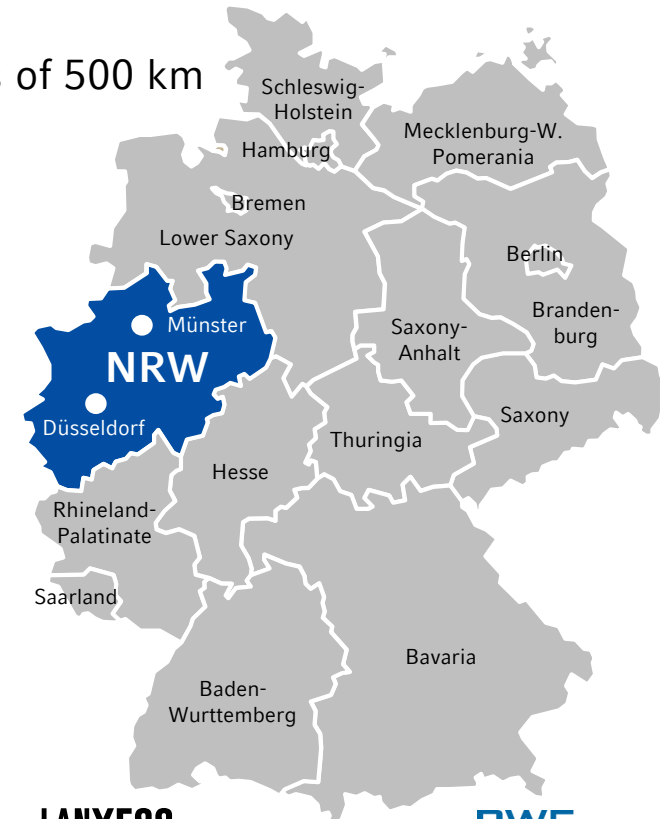 of 500 km
Schleswig-
Holstein
Mecklenburg-W.
Pomerania
Hamburg
Bremen
Lower Saxony
Berlin
Branden-
burg
Münster
Saxony-
Anhalt
NRW
Düsseldorf
Saxony
Thuringia
Hesse
Rhineland-
Palatinate
Saarland
Bavaria
Baden-
Wurttemberg